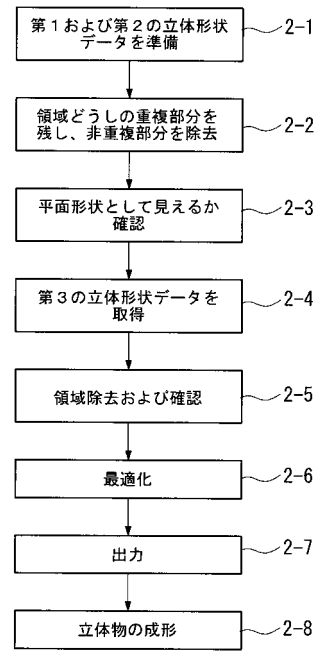 第1および第2の立体形状
データを準備
2-1
領域どうしの重複部分を
残し、非重複部分を除去
2-2
平面形状として見えるか
確認
2-3
第3の立体形状データを
取得
2-4
領域除去および確認
2-5
最適化
2-6
出力
2-7
立体物の成形
2-8